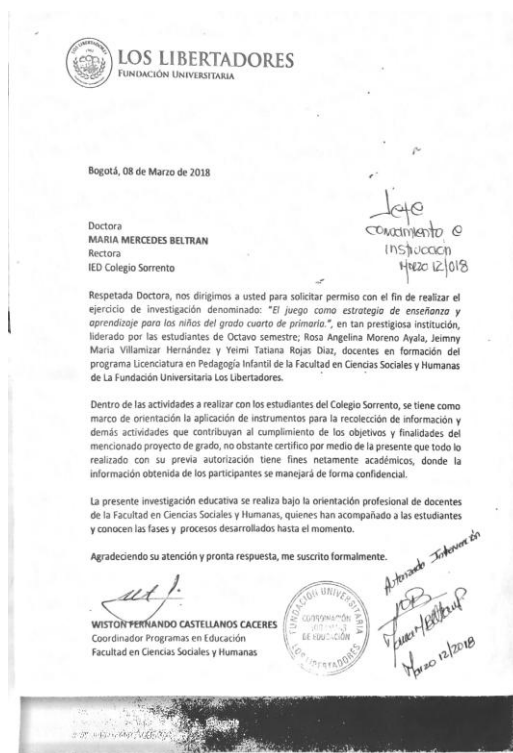 LOS LIBERTADORES
FUNDACIÓN UNIVERSITARIA
Bogotá, 08 de Marzo de 2018
conocimiento e
instrucción
Marzo 12/018
Doctora
MARIA MERCEDES BELTRAN
Rectora
IED Colegio Sorrento
Respetada Doctora, nos dirigimos a usted para solicitar permiso con el fin de realizar el
ejercicio de investigación denominado: "El juego como estrategia de enseñanza y
aprendizaje para los niños del grado cuarto de primaria.", en tan prestigiosa institución,
liderado por las estudiantes de Octavo semestre; Rosa Angelina Moreno Ayala, Jeimny
Maria Villamizar Hernández y Yeimi Tatiana Rojas Diaz, docentes en formación del
programa Licenciatura en Pedagogía Infantil de la Facultad en Ciencias Sociales y Humanas
de La Fundación Universitaria Los Libertadores.
Dentro de las actividades a realizar con los estudiantes del Colegio Sorrento, se tiene como
marco de orientación la aplicación de instrumentos para la recolección de información y
demás actividades que contribuyan al cumplimiento de los objetivos y finalidades del
mencionado proyecto de grado, no obstante certifico por medio de la presente que todo lo
realizado con su previa autorización tiene fines netamente académicos, donde la
información obtenida de los participantes se manejará de forma confidencial.
La presente investigación educativa se realiza bajo la orientación profesional de docentes
de la Facultad en Ciencias Sociales y Humanas, quienes han acompañado a las estudiantes
y conocen las fases y procesos desarrollados hasta el momento.
Agradeciendo su atención y pronta respuesta, me suscrito formalmente.
WISTON FERNANDO CASTELLANOS CACERES
Coordinador Programas en Educación
Facultad en Ciencias Sociales y Humanas
FUNDACIÓN UNIVERSITARIA
LOS LIBERTADORES
COORDINACIÓN
DE EDUCACIÓN
Autorizado Intervención
Marzo 12/2018